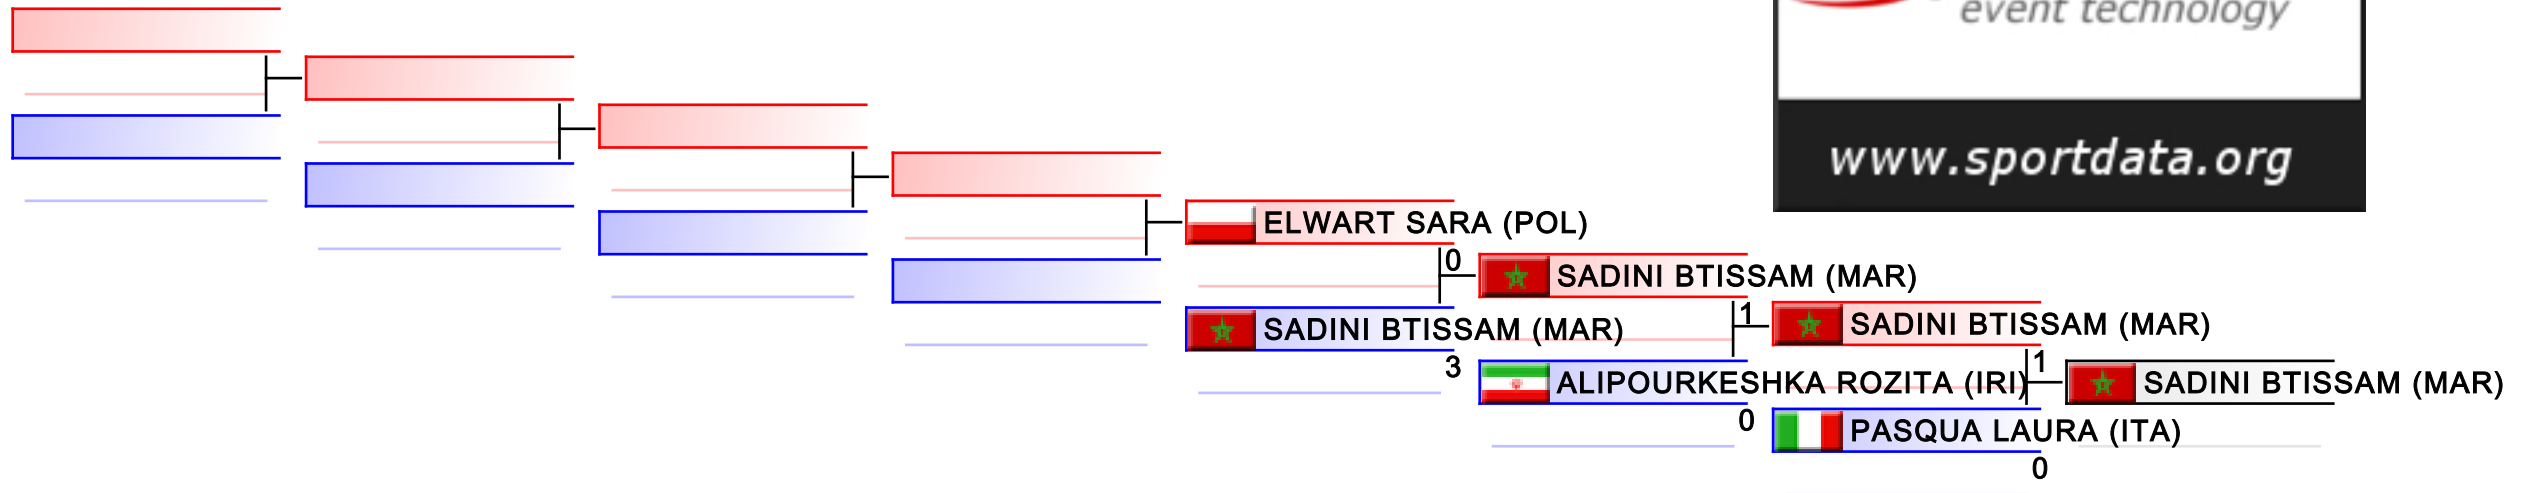 event technology
www.sportdata.org
ELWART SARA (POL)
0
SADINI BTISSAM (MAR)
SADINI BTISSAM (MAR)
3
1
SADINI BTISSAM (MAR)
ALIPOURKESHKA ROZITA (IRI)
0
1
SADINI BTISSAM (MAR)
PASQUA LAURA (ITA)
0